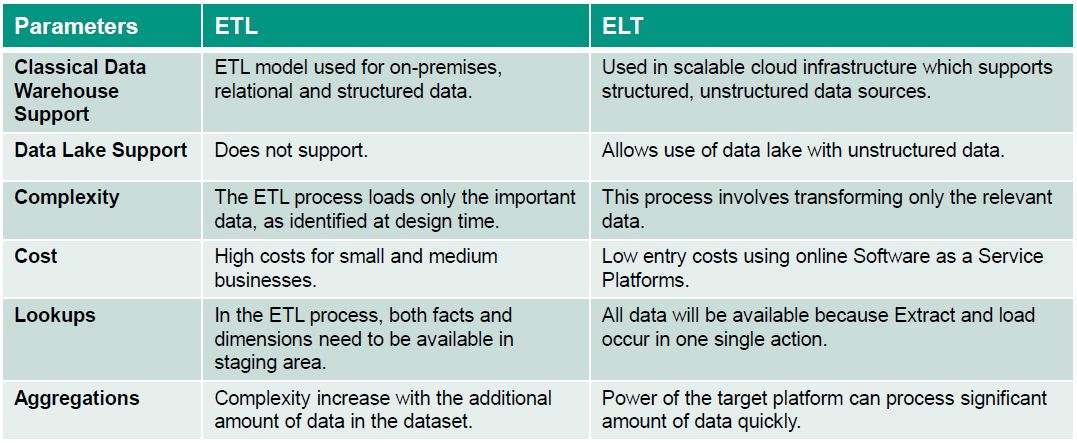 Parameters ETL ELT
Classical Data Warehouse Support
ETL model used for on-premises,
relational and structured data.
Used in scalable cloud infrastructure which supports
structured, unstructured data sources.
Data Lake Support
Does not support.
Allows use of data lake with unstructured data.
Complexity
The ETL process loads only the important
data, as identified at design time.
This process involves transforming only the relevant
data.
Cost
High costs for small and medium
businesses.
Low entry costs using online Software as a Service
Platforms.
Lookups
In the ETL process, both facts and
dimensions need to be available in
staging area.
All data will be available because Extract and load
occur in one single action.
Aggregations
Complexity increase with the additional
amount of data in the dataset.
Power of the target platform can process significant
amount of data quickly.